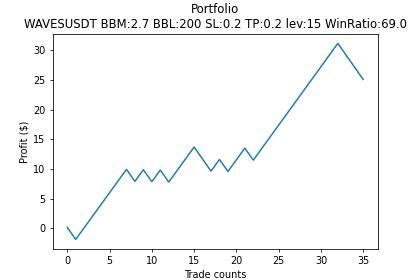 Portfolio
WAVESUSDT BBM:2.7 BBL:200 SL:0.2 TP:0.2 lev:15 WinRatio:69.0
30
25
20
15
10
5
0
Profit ($)
0 5 10 15 20 25 30 35
Trade counts